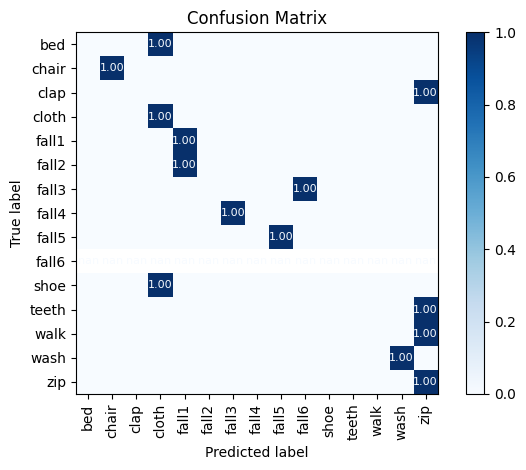 Confusion Matrix
True label
bed 1.00
chair 1.00
clap 1.00
cloth 1.00
fall1 1.00
fall2 1.00
fall3 1.00
fall4 1.00
fall5 1.00
fall6
shoe 1.00
teeth 1.00
walk 1.00
wash 1.00
zip 1.00
bed chair clap cloth fall1 fall2 fall3 fall4 fall5 fall6 shoe teeth walk wash zip
Predicted label
1.0
0.8
0.6
0.4
0.2
0.0